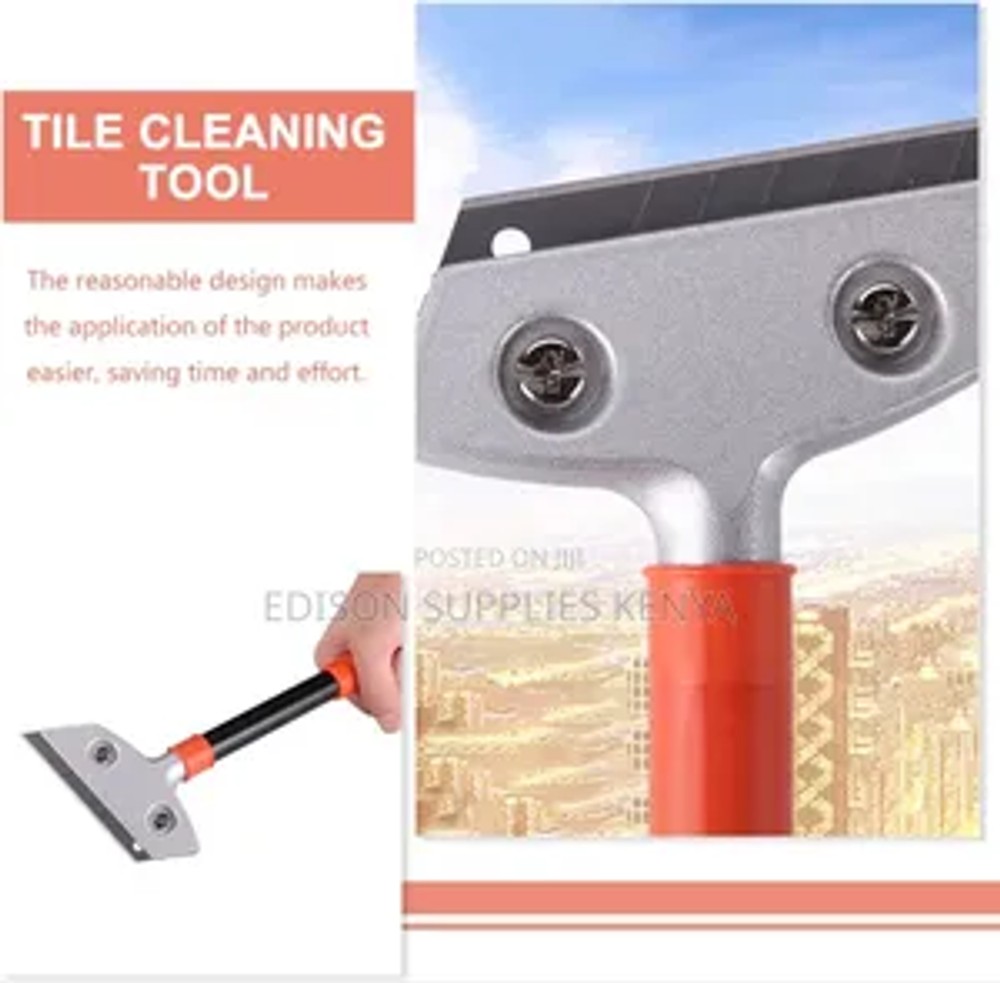 TILE CLEANING
TOOL
The reasonable design makes
the application of the product
easier, saving time and effort.
POSTED ON JIJI
EDISON SUPPLIES KENYA